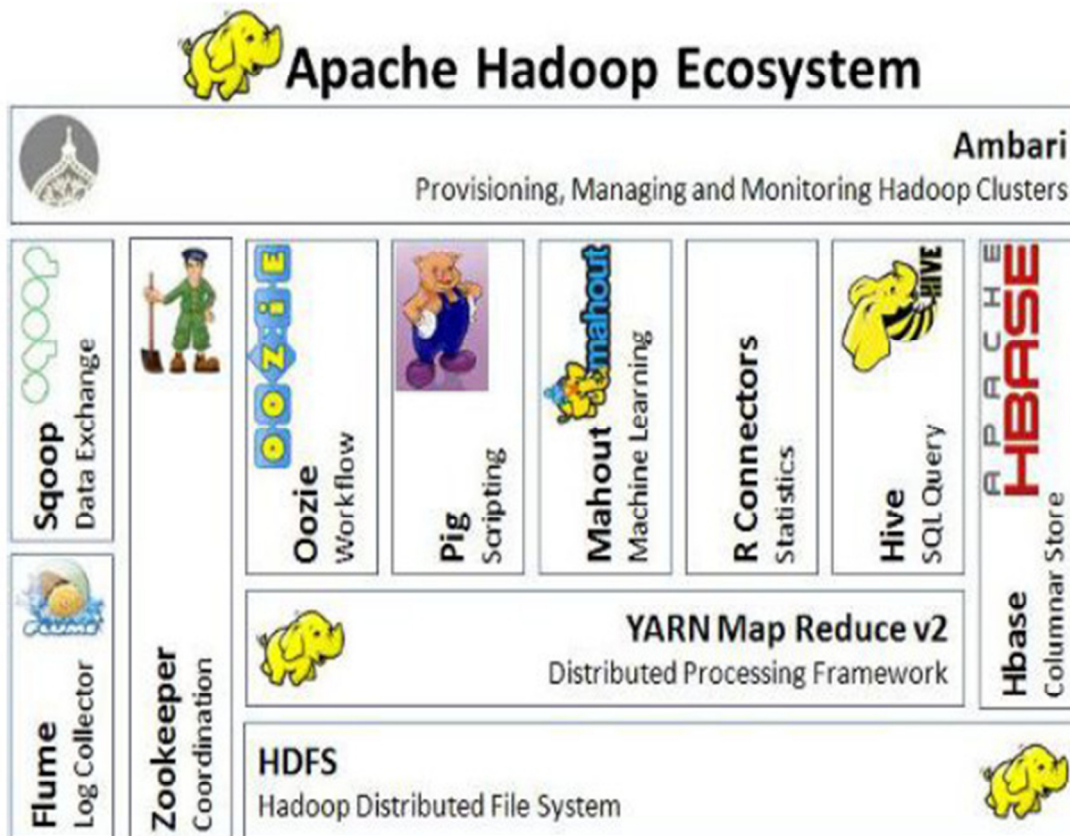 Apache Hadoop Ecosystem
Ambari
Provisioning, Managing and Monitoring Hadoop Clusters
sqoop
Sqoop
Data Exchange
FLUME
Flume
Log Collector
Zookeeper
Coordination
OOZIE
Oozie
Workflow
Pig
Scripting
mahout
Mahout
Machine Learning
R Connectors
Statistics
HIVE
Hive
SQL Query
APACHE
HBASE
Hbase
Columnar Store
YARN Map Reduce v2
Distributed Processing Framework
HDFS
Hadoop Distributed File System